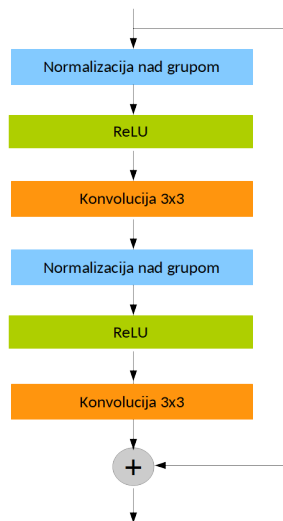 Normalizacija nad grupom
ReLU
Konvolucija 3x3
Normalizacija nad grupom
ReLU
Konvolucija 3x3
+